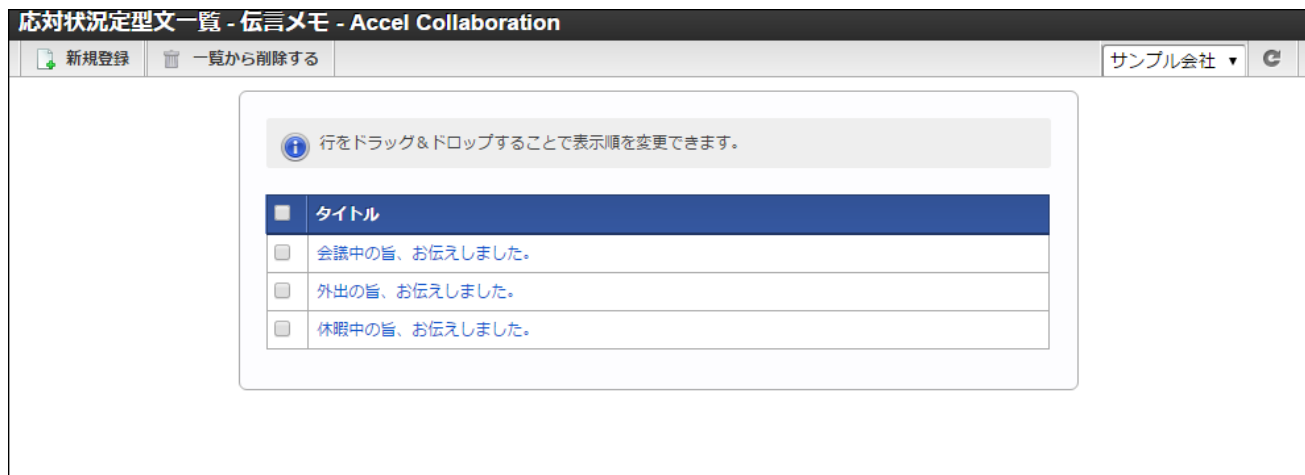 応対状況定型文一覧 - 伝言メモ - Accel Collaboration
新規登録 一覧から削除する サンプル会社
行をドラッグ&ドロップすることで表示順を変更できます。
タイトル
会議中の旨、お伝えしました。
外出の旨、お伝えしました。
休暇中の旨、お伝えしました。